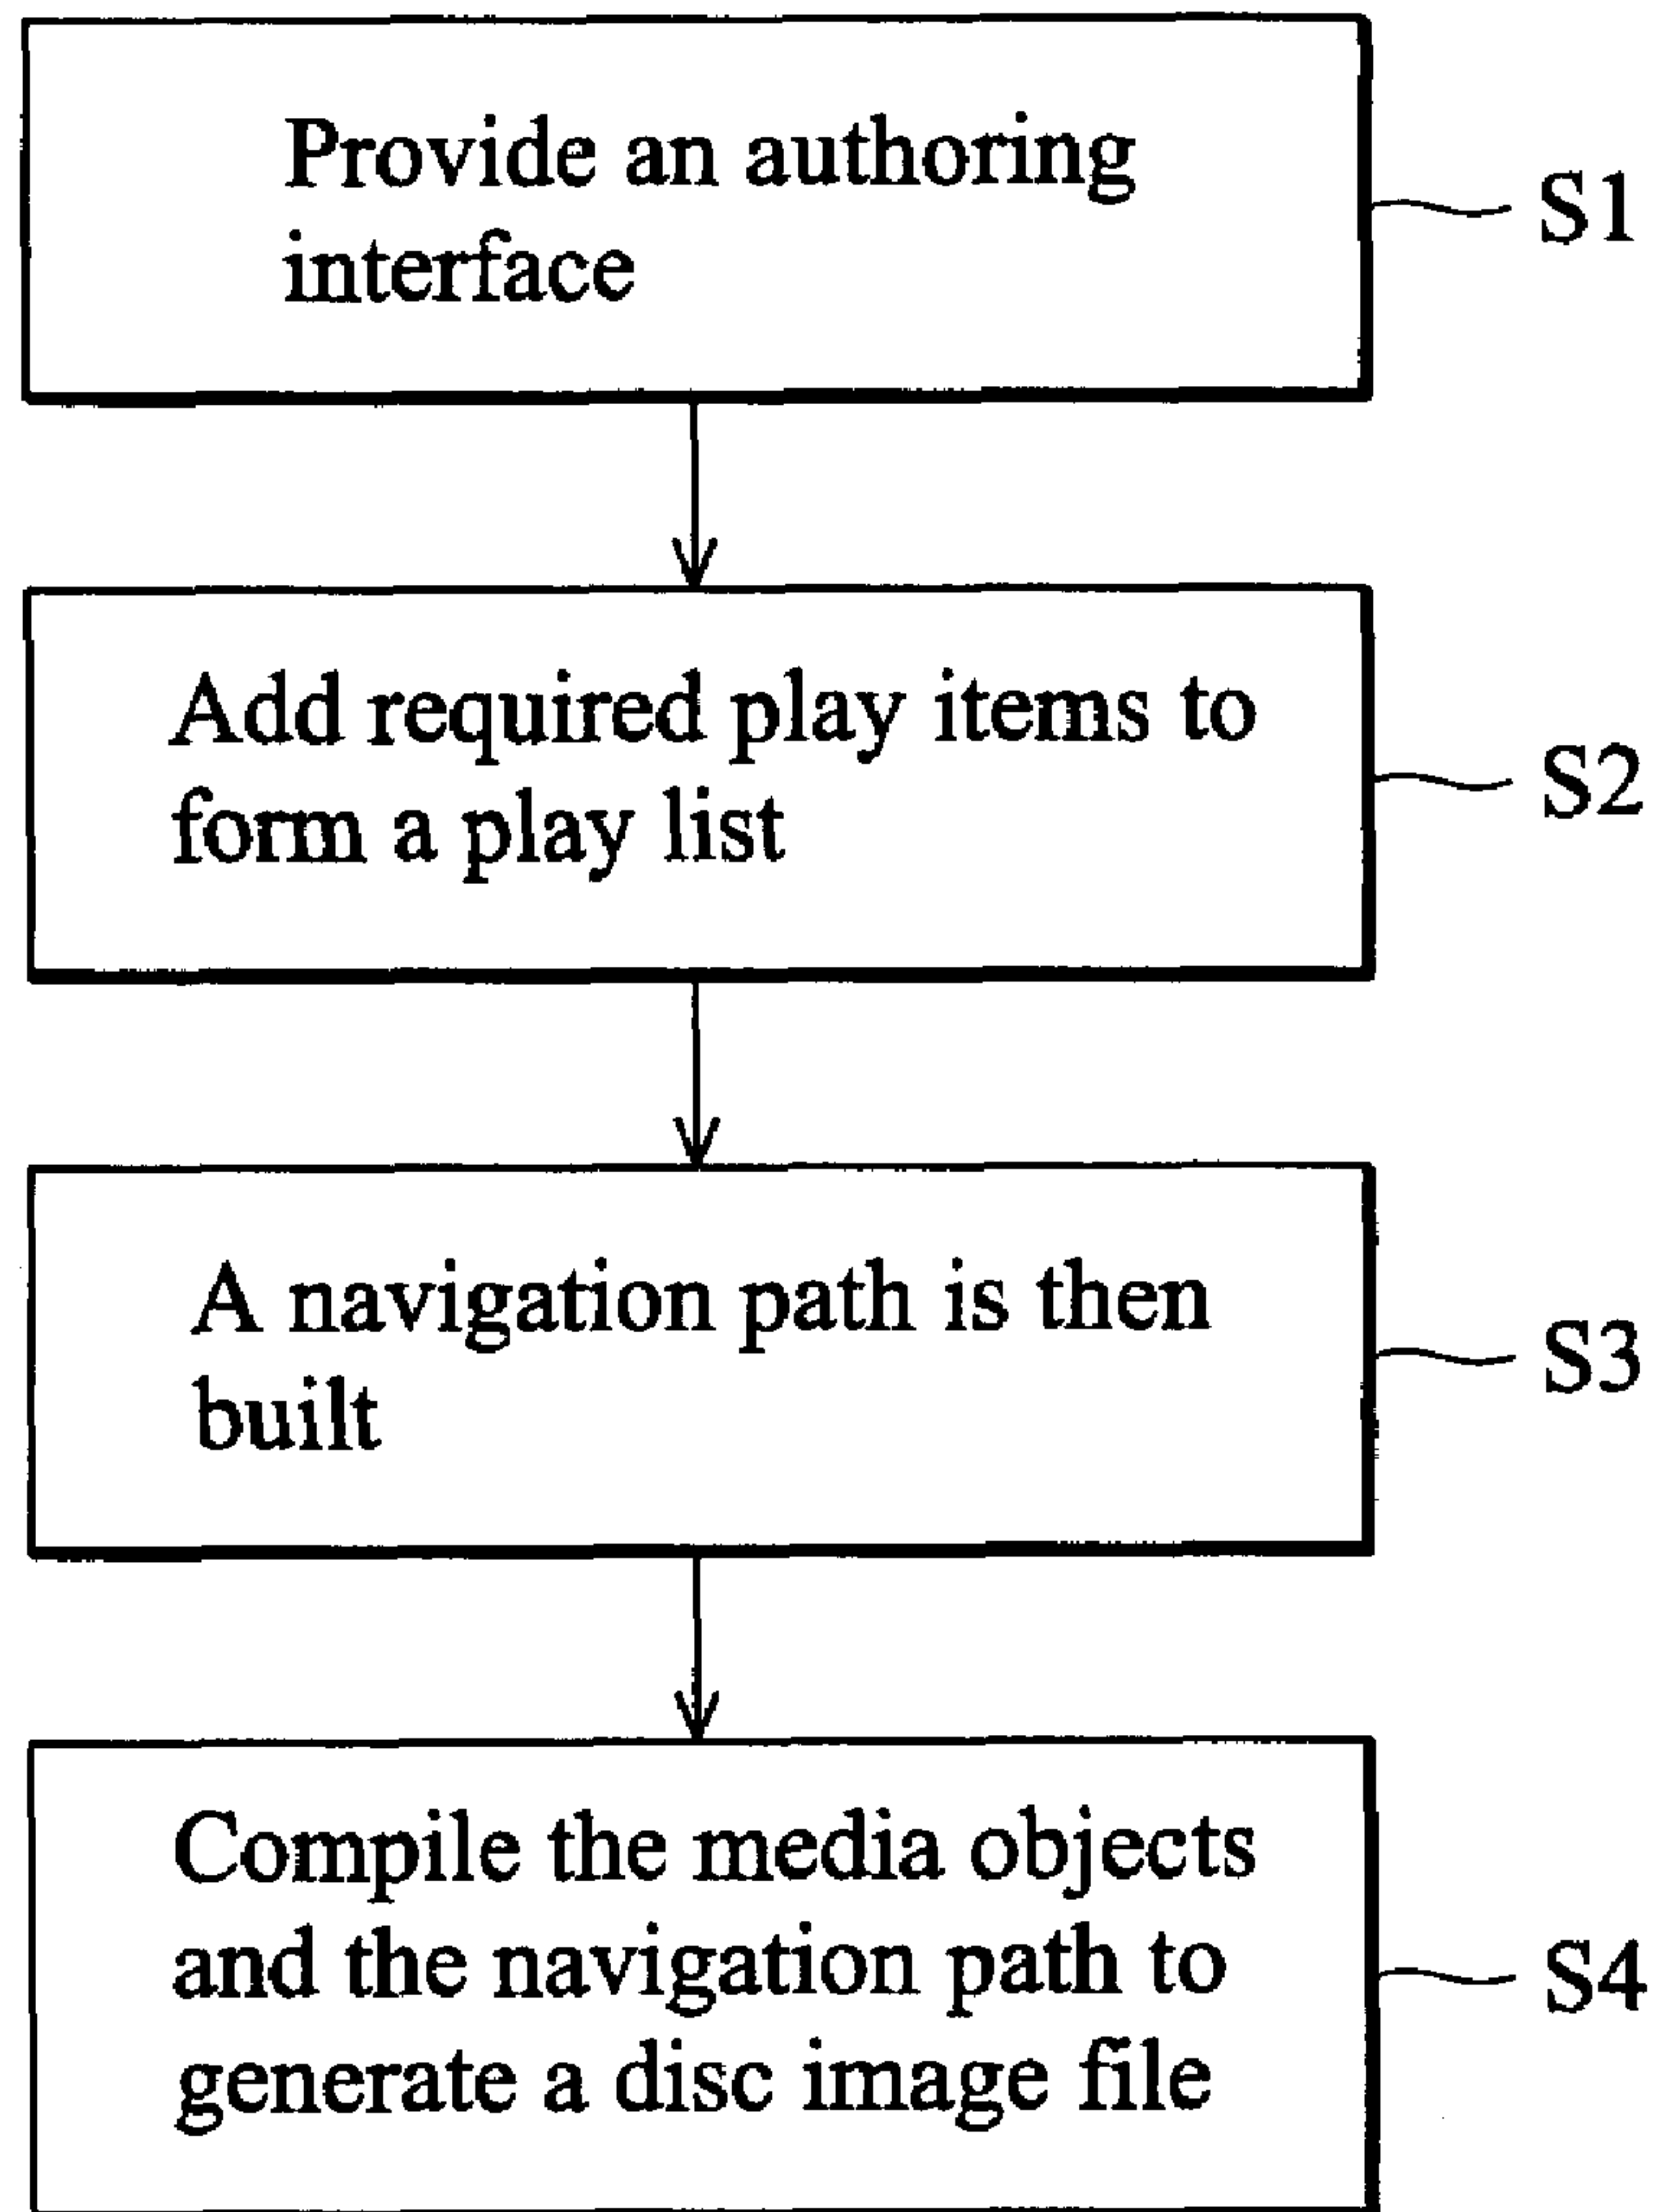 Provide an authoring
interface
S1
Add required play items to
form a play list
S2
A navigation path is then
built
S3
Compile the media objects
and the navigation path to
generate a disc image file
S4